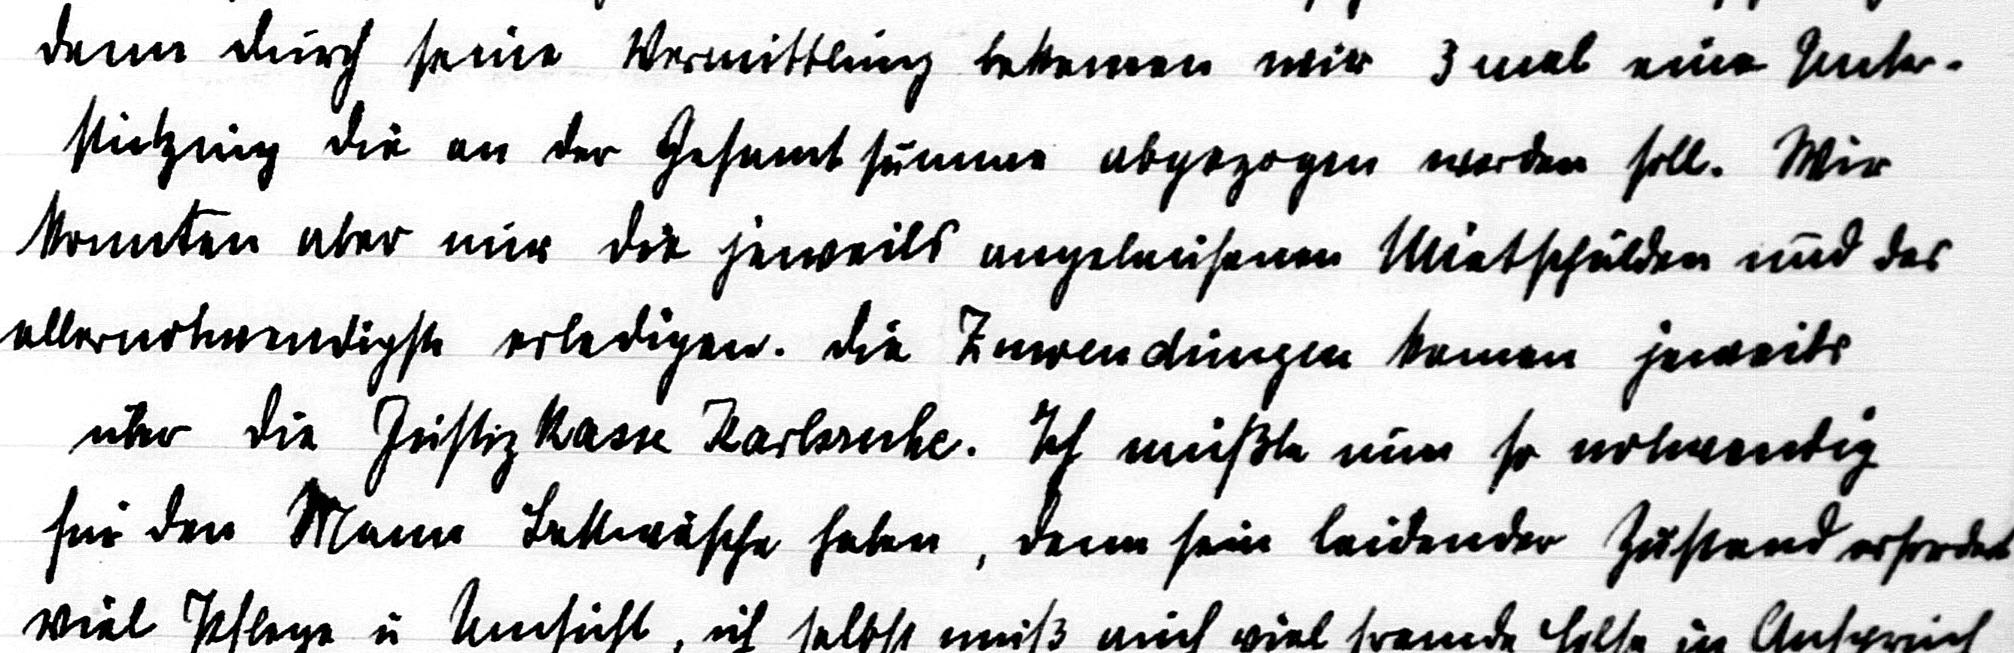 denn durch seine Vermittlung bekamen wir 3 mal eine Unter-
stützung die an der Gesamtsumme abgezogen werden soll. Wir
konnten aber nur die jeweils angelaufenen Mietschulden und das
allernotwendigste erledigen. Die Zuwendungen kamen jeweils
über die Justizkasse Karlsruhe. Ich müßte nun so notwendig
für den Mann Bettwäsche haben, denn sein leidender Zustand erfordert
viel Pflege u Umsicht, ich selbst muß auch viel fremde Hilfe in Anspruch